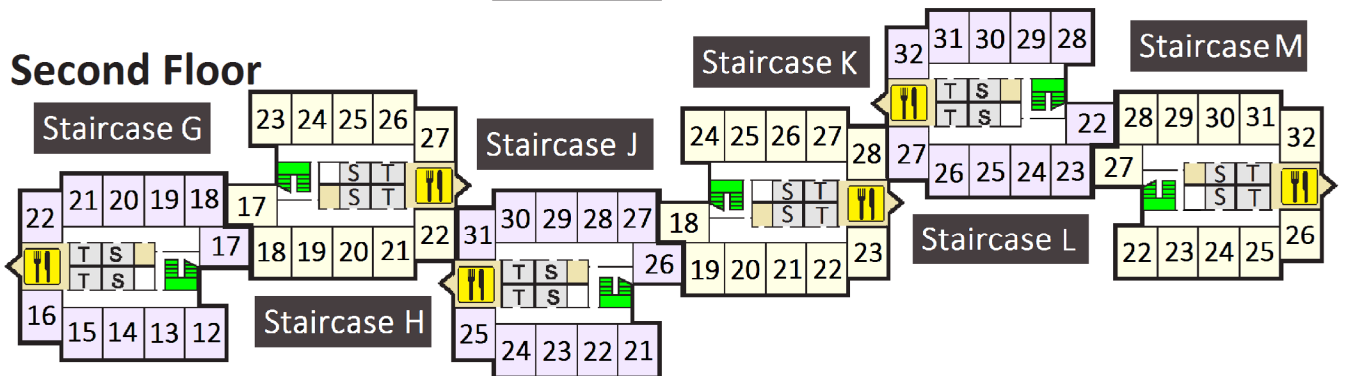 Second Floor
Staircase G
22 21 20 19 18 17
T S
T S
16 15 14 13 12
Staircase H
23 24 25 26 27
17
S T
S T
18 19 20 21 22
Staircase J
31 30 29 28 27
26
T S
T S
25 24 23 22 21
Staircase K
24 25 26 27 28
18
S T
S T
19 20 21 22 23
Staircase L
32 31 30 29 28
T S
T S
22
27 26 25 24 23
Staircase M
28 29 30 31 32
27
S T
S T
22 23 24 25 26